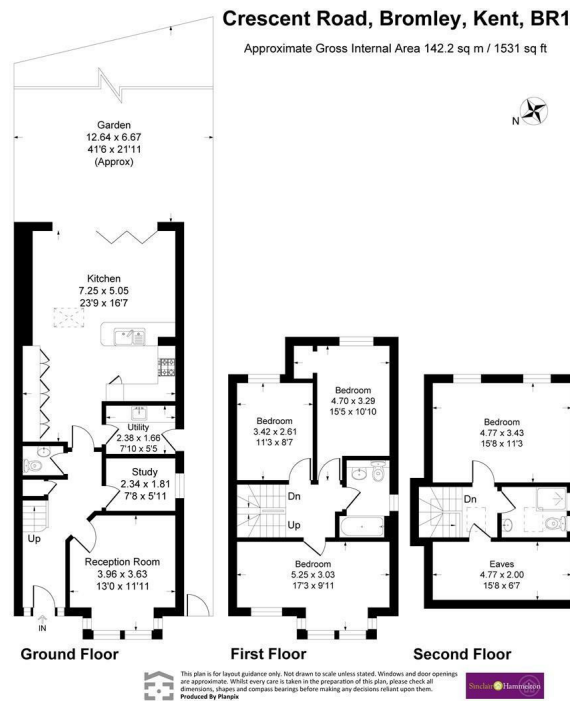 Crescent Road, Bromley, Kent, BR1
Approximate Gross Internal Area 142.2 sq m / 1531 sq ft
N
Garden
12.64 x 6.67
41'6 x 21'11
(Approx)
Kitchen
7.25 x 5.05
23'9 x 16'7
Utility
2.38 x 1.66
7'10 x 5'5
Study
2.34 x 1.81
7'8 x 5'11
Up
Reception Room
3.96 x 3.63
13'0 x 11'11
IN
Ground Floor
Bedroom
4.70 x 3.29
15'5 x 10'10
Bedroom
3.42 x 2.61
11'3 x 8'7
Dn
Up
Bedroom
5.25 x 3.03
17'3 x 9'11
First Floor
Bedroom
4.77 x 3.43
15'8 x 11'3
Dn
Eaves
4.77 x 2.00
15'8 x 6'7
Second Floor
This plan is for layout guidance only. Not drawn to scale unless stated. Windows and door openings
are approximate. Whilst every care is taken in the preparation of this plan, please check all
dimensions, shapes and compass bearings before making any decisions reliant upon them.
Produced By Planpix
Sinclair Hammelton